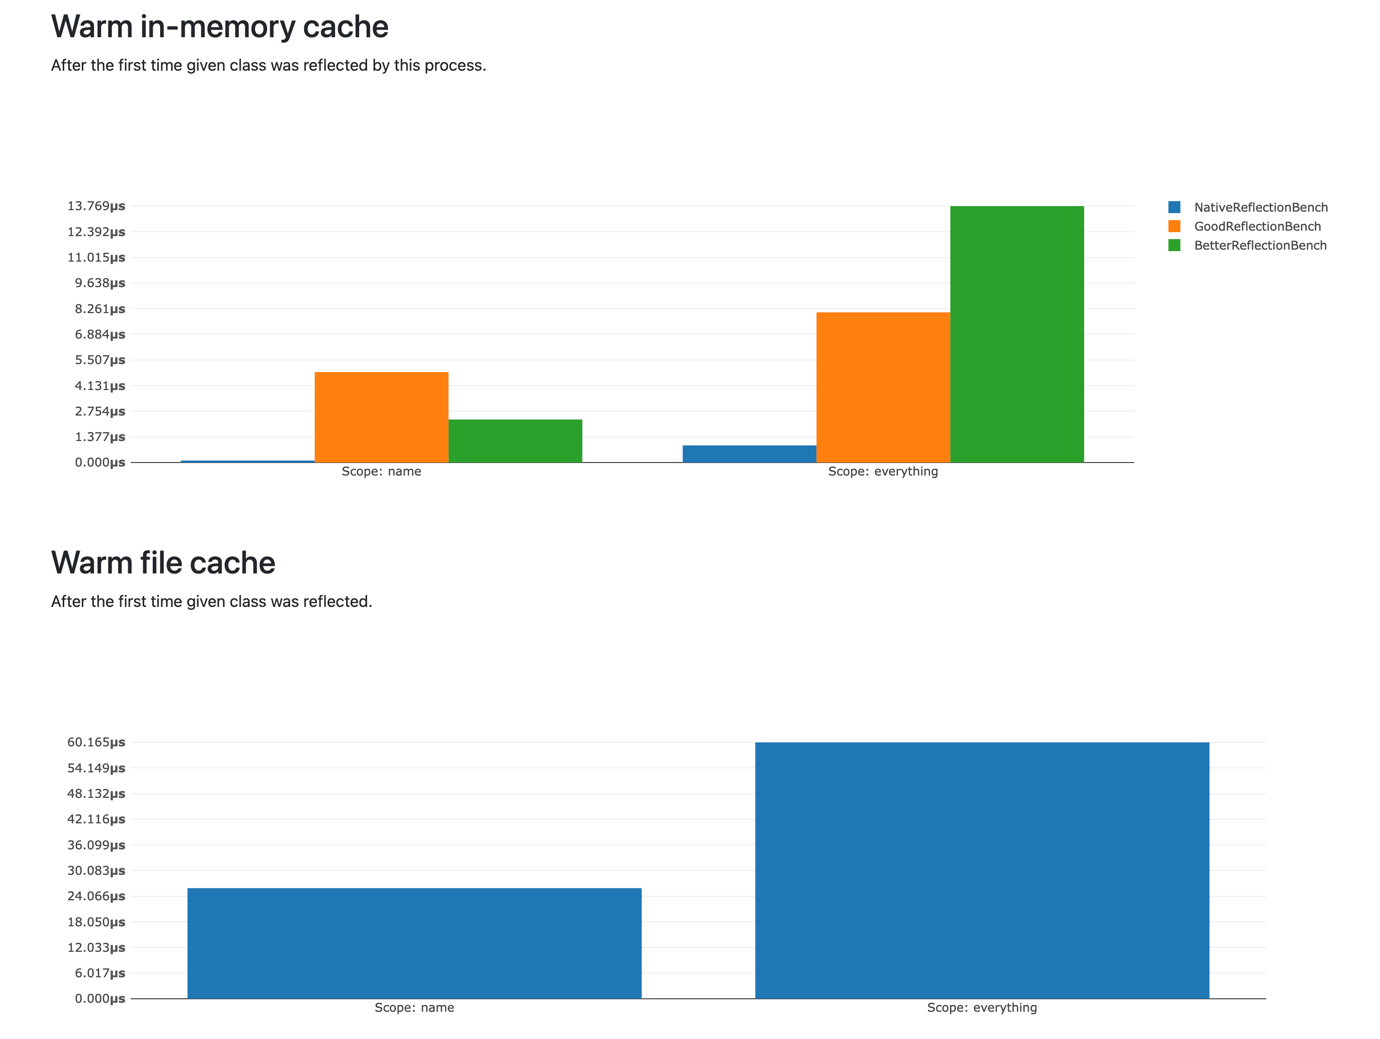 Warm in-memory cache
After the first time given class was reflected by this process.
13.769µs
12.392µs
11.015µs
9.638µs
8.261µs
6.884µs
5.507µs
4.131µs
2.754µs
1.377µs
0.000µs
Scope: name
Scope: everything
NativeReflectionBench
GoodReflectionBench
BetterReflectionBench
Warm file cache
After the first time given class was reflected.
60.165µs
54.149µs
48.132µs
42.116µs
36.099µs
30.083µs
24.066µs
18.050µs
12.033µs
6.017µs
0.000µs
Scope: name
Scope: everything